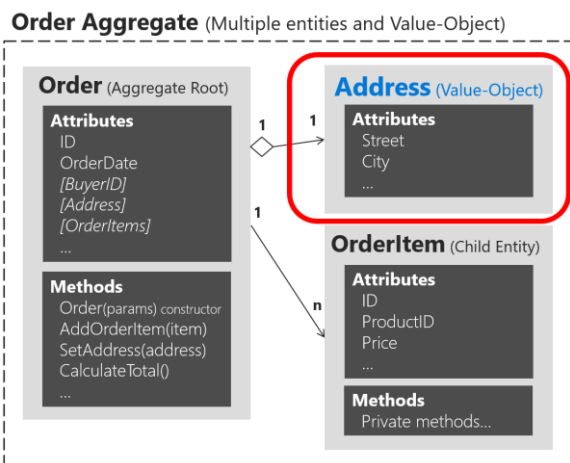 Order Aggregate (Multiple entities and Value-Object)
Order (Aggregate Root)
Attributes
ID
OrderDate
[BuyerID]
[Address]
[OrderItems]
...
Methods
Order(params) constructor
AddOrderItem(item)
SetAddress(address)
CalculateTotal()
...
1
1
1
n
Address (Value-Object)
Attributes
Street
City
...
OrderItem (Child Entity)
Attributes
ID
ProductID
Price
...
Methods
Private methods...